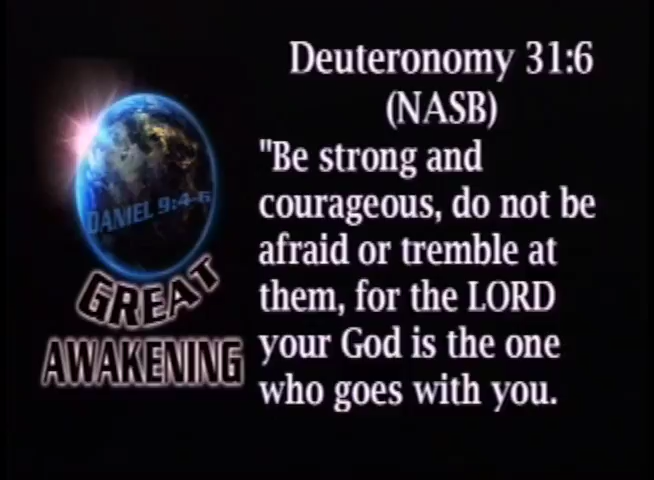 Deuteronomy 31:6
(NASB)
"Be strong and
courageous, do not be
afraid or tremble at
them, for the LORD
your God is the one
who goes with you.
DANIEL 9:4-6
GREAT
AWAKENING